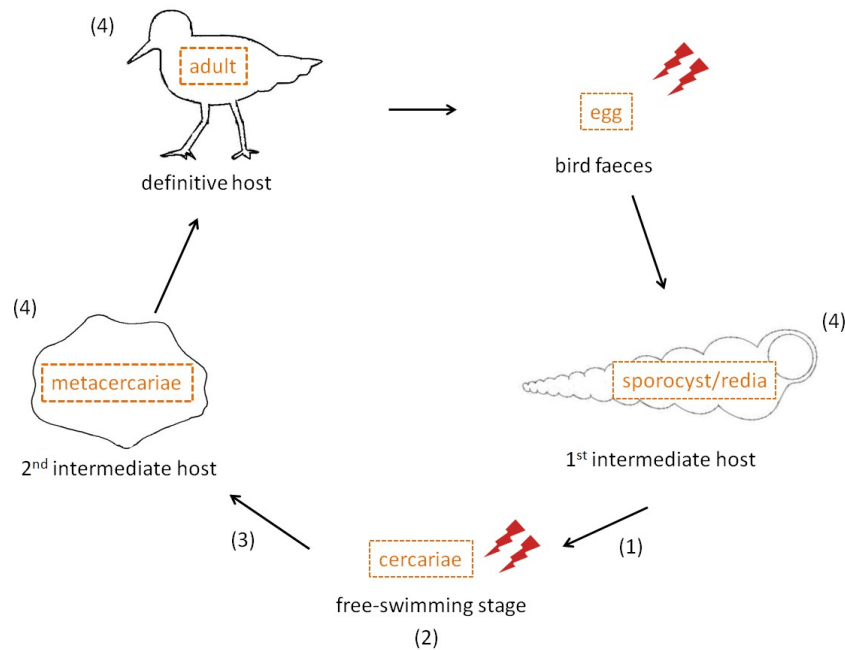 (4)
adult
definitive host
egg
bird faeces
(4)
metacercariae
2nd intermediate host
(4)
sporocyst/redia
1st intermediate host
(3)
cercariae
free-swimming stage
(2)
(1)